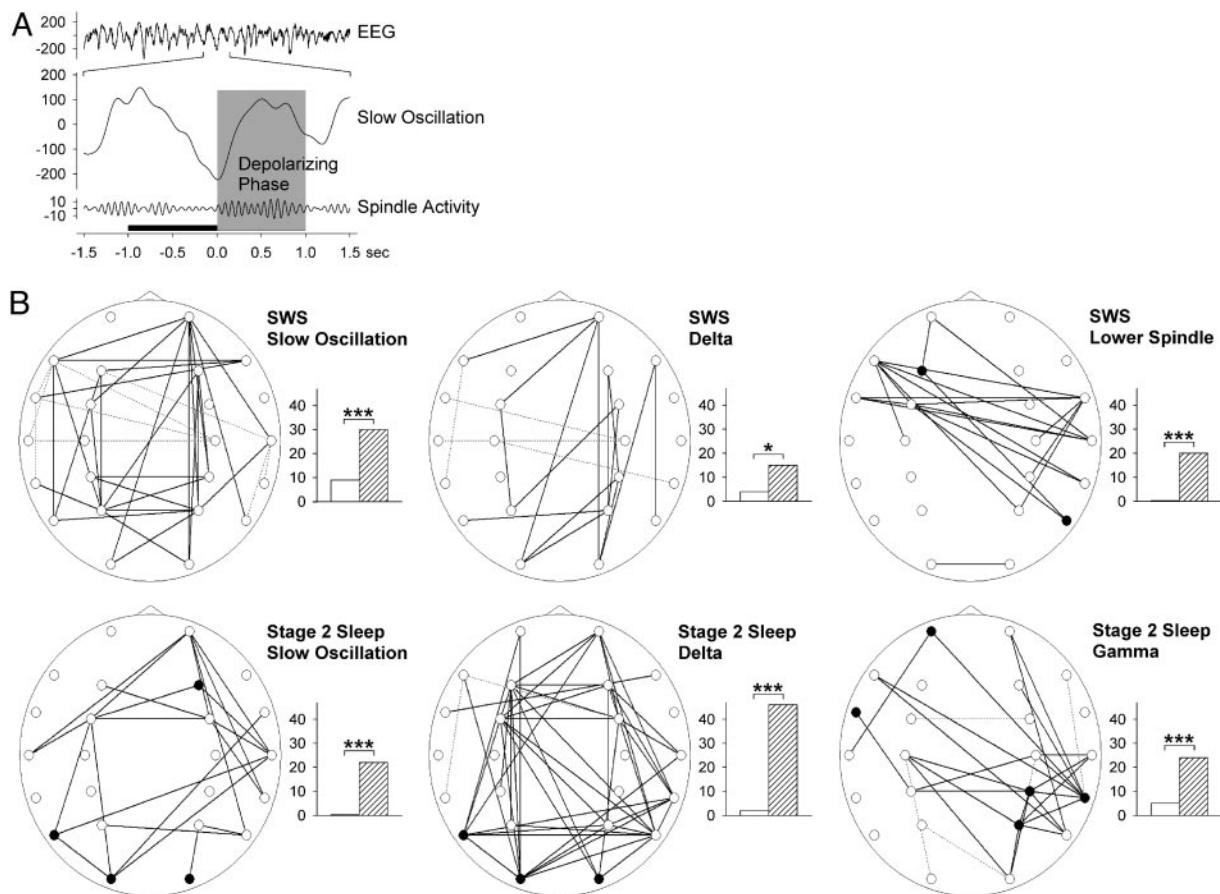 A
200
0
-200
EEG
200
100
0
-100
-200
Slow Oscillation
Depolarizing
Phase
10
-10
Spindle Activity
-1.5 -1.0 -0.5 0.0 0.5 1.0 1.5 sec
B
SWS
Slow Oscillation
40
30
20
10
0
***
SWS
Delta
40
30
20
10
0
*
SWS
Lower Spindle
40
30
20
10
0
***
Stage 2 Sleep
Slow Oscillation
40
30
20
10
0
***
Stage 2 Sleep
Delta
40
30
20
10
0
***
Stage 2 Sleep
Gamma
40
30
20
10
0
***